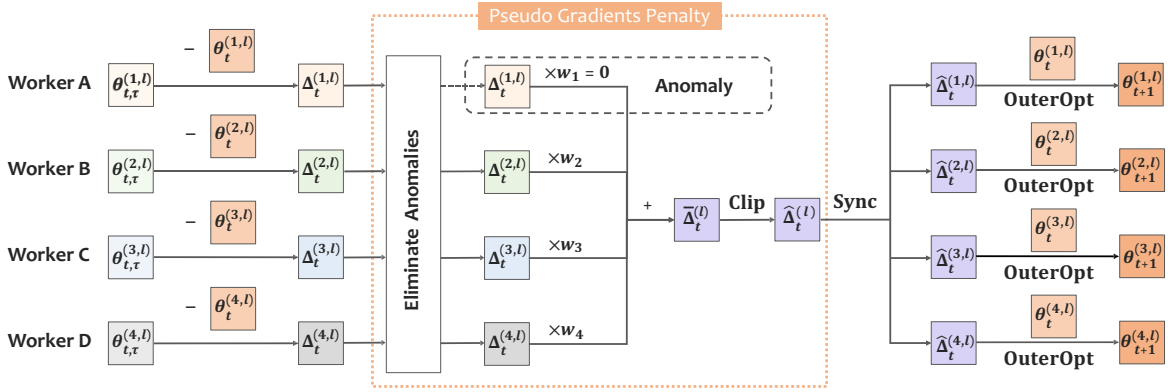 Pseudo Gradients Penalty
Worker A
θ_{t,τ}^{(1,l)}
− θ_t^{(1,l)}
Δ_t^{(1,l)}
Δ_t^{(1,l)}
×w₁ = 0
Anomaly
Δ̂_t^{(1,l)}
θ_t^{(1,l)}
OuterOpt
θ_{t+1}^{(1,l)}
Worker B
θ_{t,τ}^{(2,l)}
− θ_t^{(2,l)}
Δ_t^{(2,l)}
Δ_t^{(2,l)}
×w₂
Δ̂_t^{(2,l)}
θ_t^{(2,l)}
OuterOpt
θ_{t+1}^{(2,l)}
Eliminate Anomalies
+
Δ̄_t^{(l)}
Clip
Δ̂_t^{(l)}
Sync
Worker C
θ_{t,τ}^{(3,l)}
− θ_t^{(3,l)}
Δ_t^{(3,l)}
Δ_t^{(3,l)}
×w₃
Δ̂_t^{(3,l)}
θ_t^{(3,l)}
OuterOpt
θ_{t+1}^{(3,l)}
Worker D
θ_{t,τ}^{(4,l)}
− θ_t^{(4,l)}
Δ_t^{(4,l)}
Δ_t^{(4,l)}
×w₄
Δ̂_t^{(4,l)}
θ_t^{(4,l)}
OuterOpt
θ_{t+1}^{(4,l)}